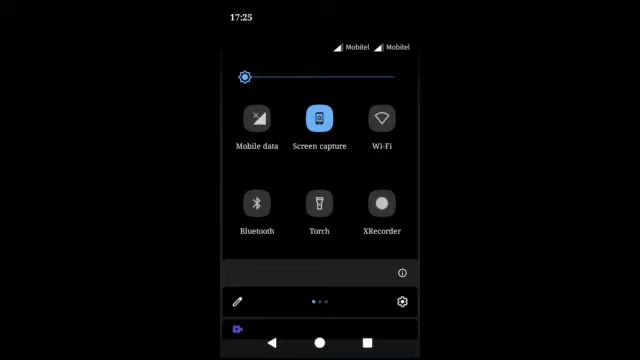 17:25
Mobitel Mobitel
Mobile data Screen capture Wi-Fi
Bluetooth Torch XRecorder